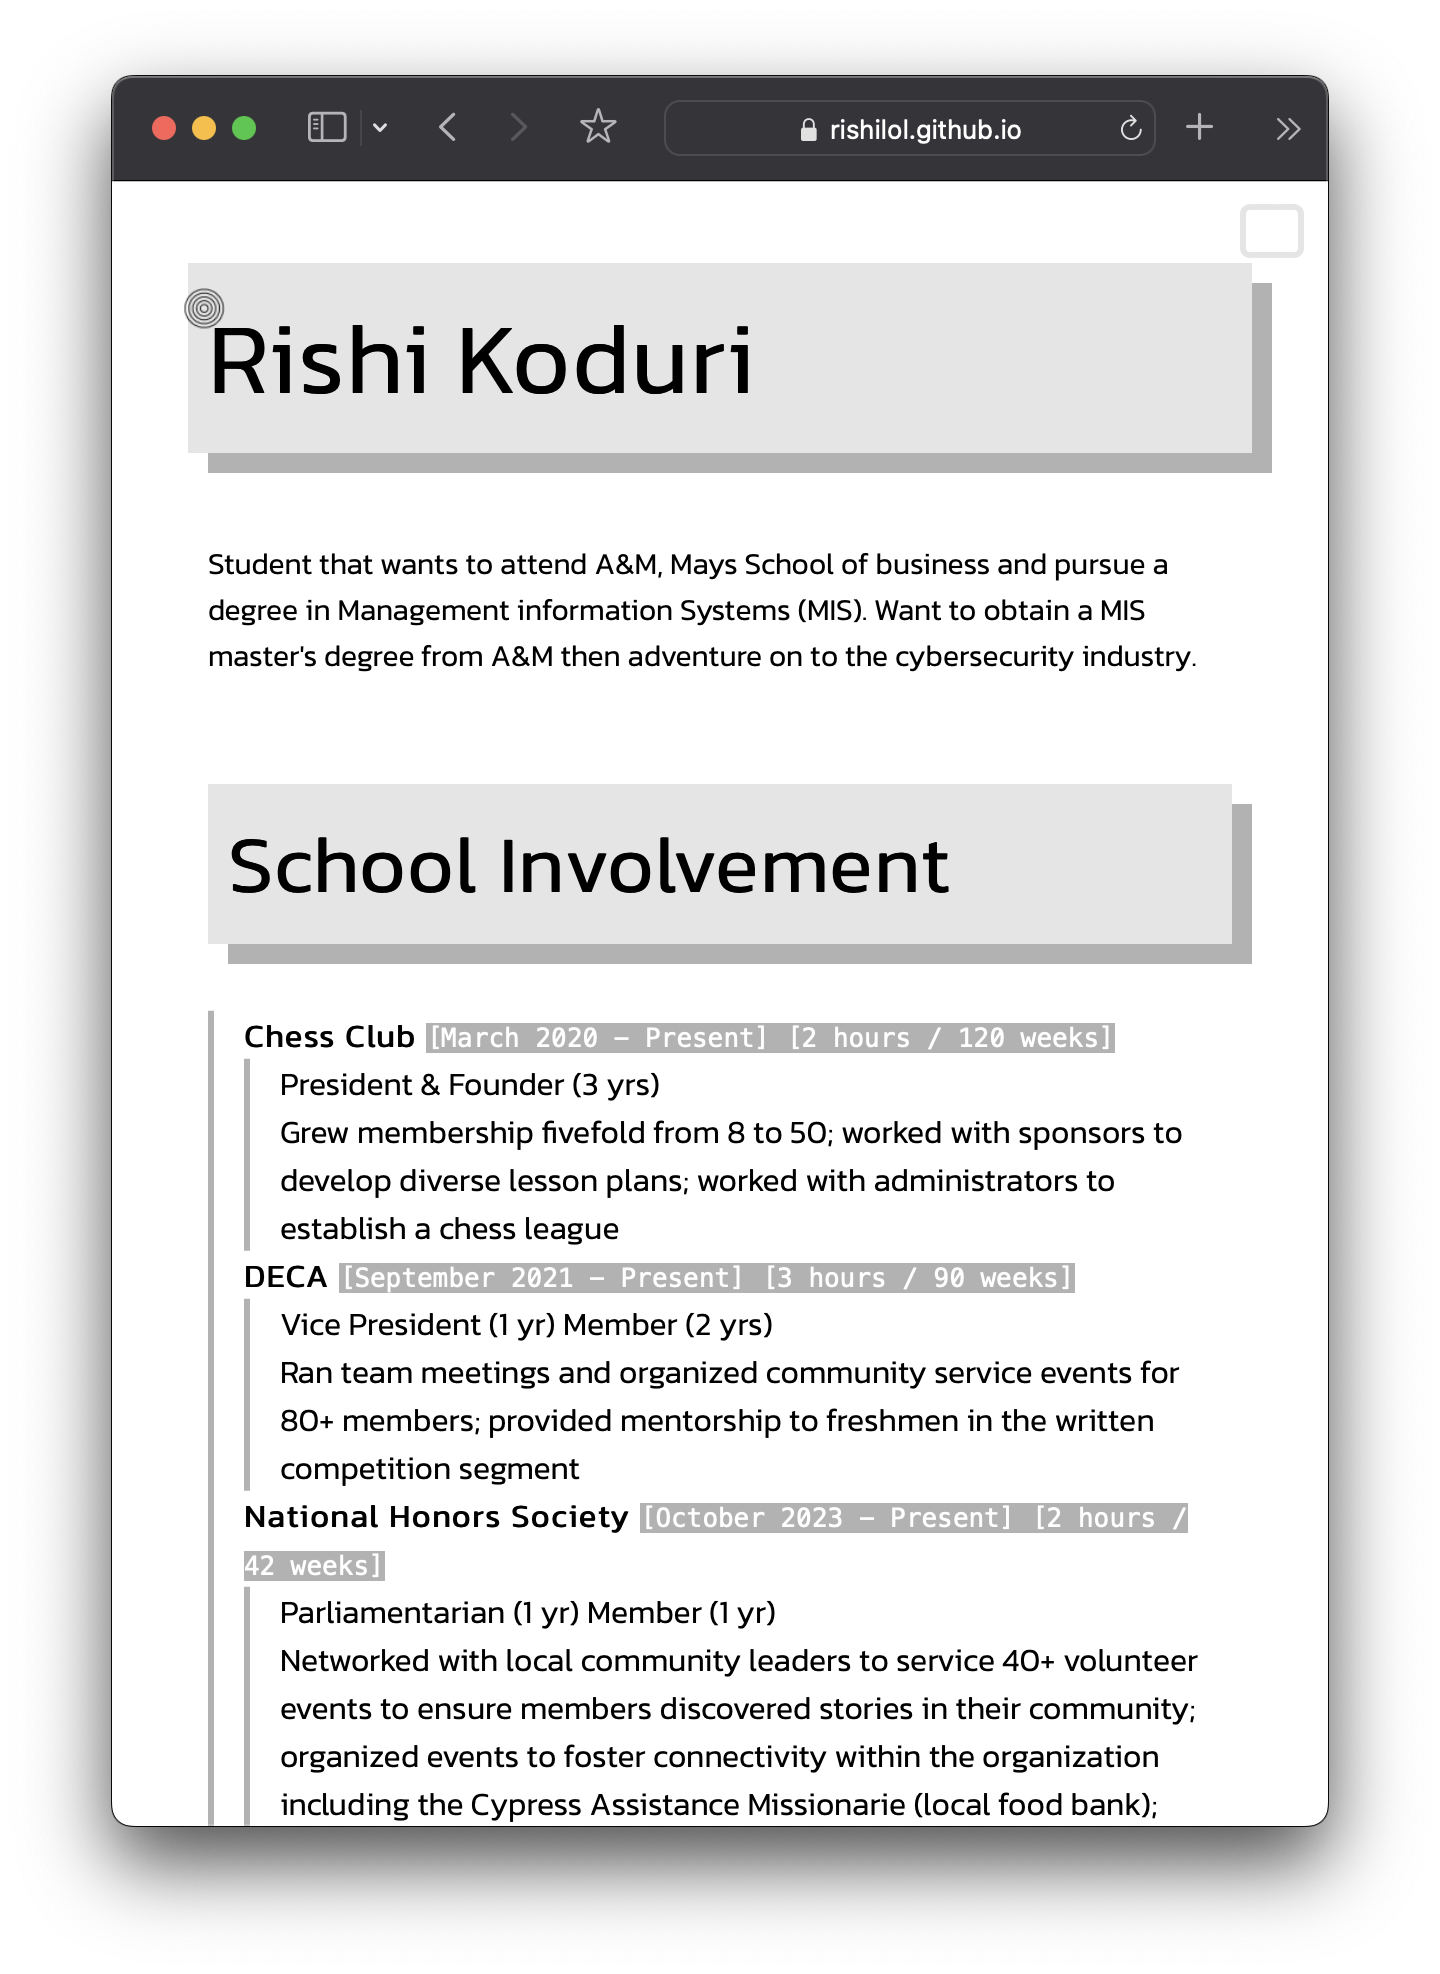 rishilol.github.io
Rishi Koduri
Student that wants to attend A&M, Mays School of business and pursue a
degree in Management information Systems (MIS). Want to obtain a MIS
master's degree from A&M then adventure on to the cybersecurity industry.
School Involvement
Chess Club [March 2020 – Present] [2 hours / 120 weeks]
President & Founder (3 yrs)
Grew membership fivefold from 8 to 50; worked with sponsors to
develop diverse lesson plans; worked with administrators to
establish a chess league
DECA [September 2021 – Present] [3 hours / 90 weeks]
Vice President (1 yr) Member (2 yrs)
Ran team meetings and organized community service events for
80+ members; provided mentorship to freshmen in the written
competition segment
National Honors Society [October 2023 – Present] [2 hours /
42 weeks]
Parliamentarian (1 yr) Member (1 yr)
Networked with local community leaders to service 40+ volunteer
events to ensure members discovered stories in their community;
organized events to foster connectivity within the organization
including the Cypress Assistance Missionarie (local food bank);